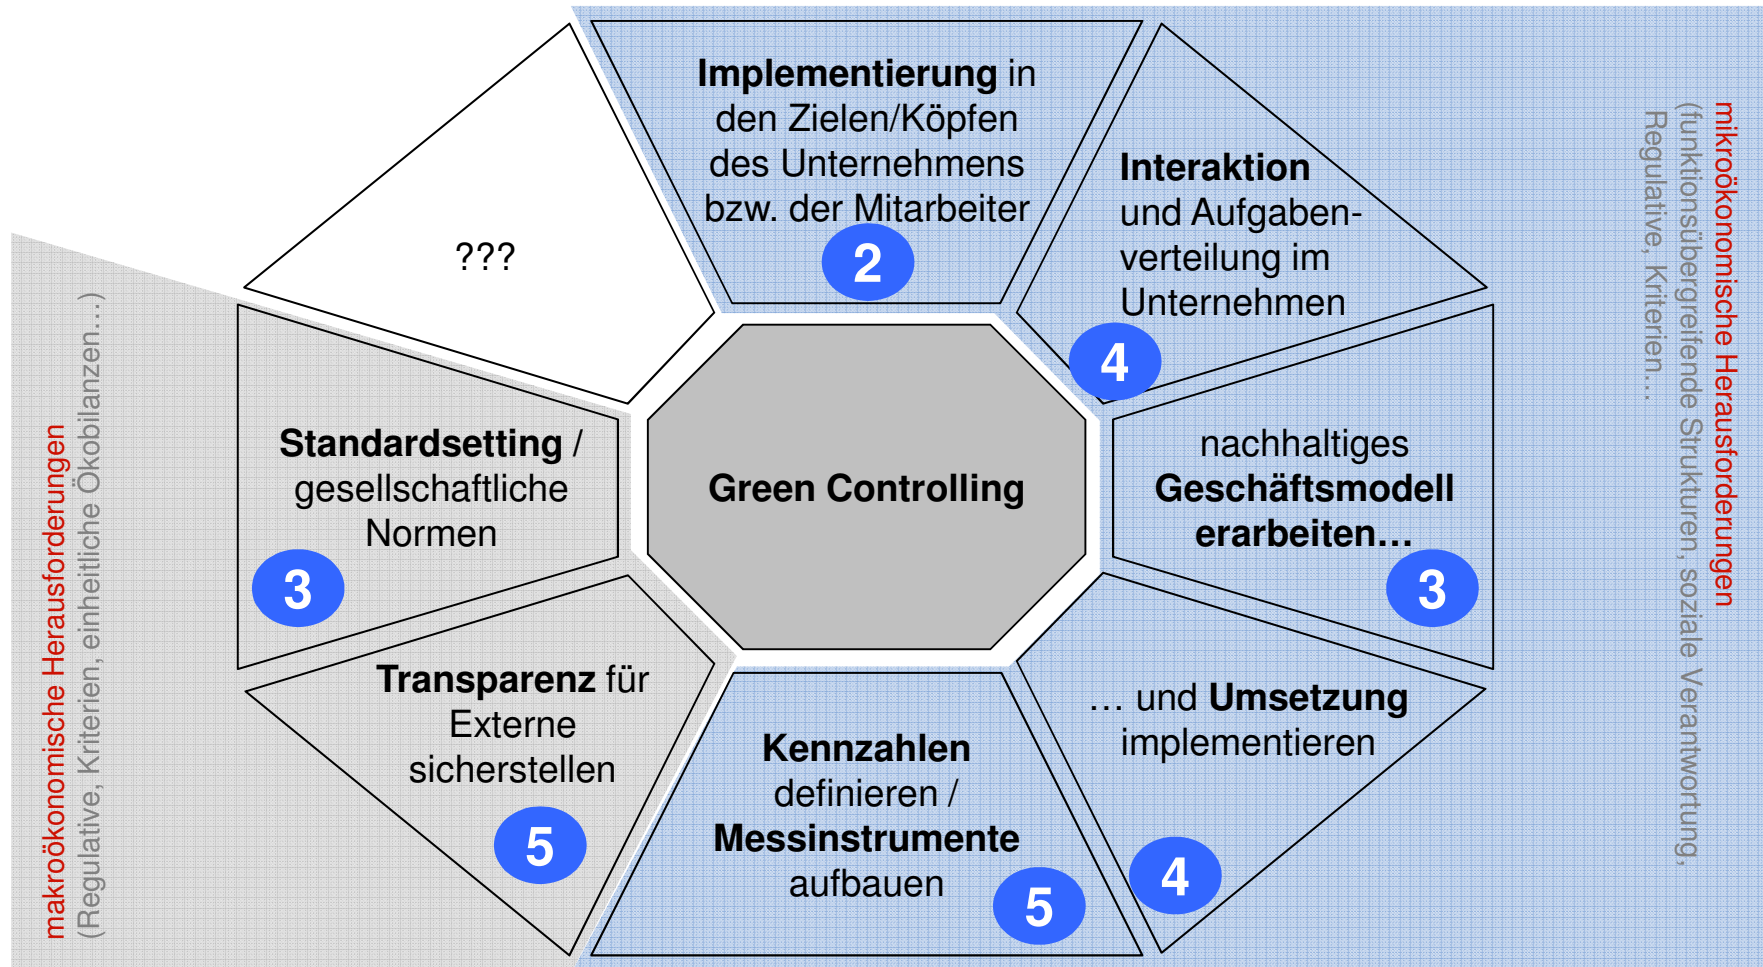 Implementierung in
den Zielen/Köpfen
des Unternehmens
bzw. der Mitarbeiter
2
Interaktion
und Aufgaben-
verteilung im
Unternehmen
4
nachhaltiges
Geschäftsmodell
erarbeiten…
3
… und Umsetzung
implementieren
4
Kennzahlen
definieren /
Messinstrumente
aufbauen
5
Transparenz für
Externe
sicherstellen
5
Standardsetting /
gesellschaftliche
Normen
3
???
Green Controlling
makroökonomische Herausforderungen
(Regulative, Kriterien, einheitliche Ökobilanzen…)
mikroökonomische Herausforderungen
(funktionsübergreifende Strukturen, soziale Verantwortung,
Regulative, Kriterien…